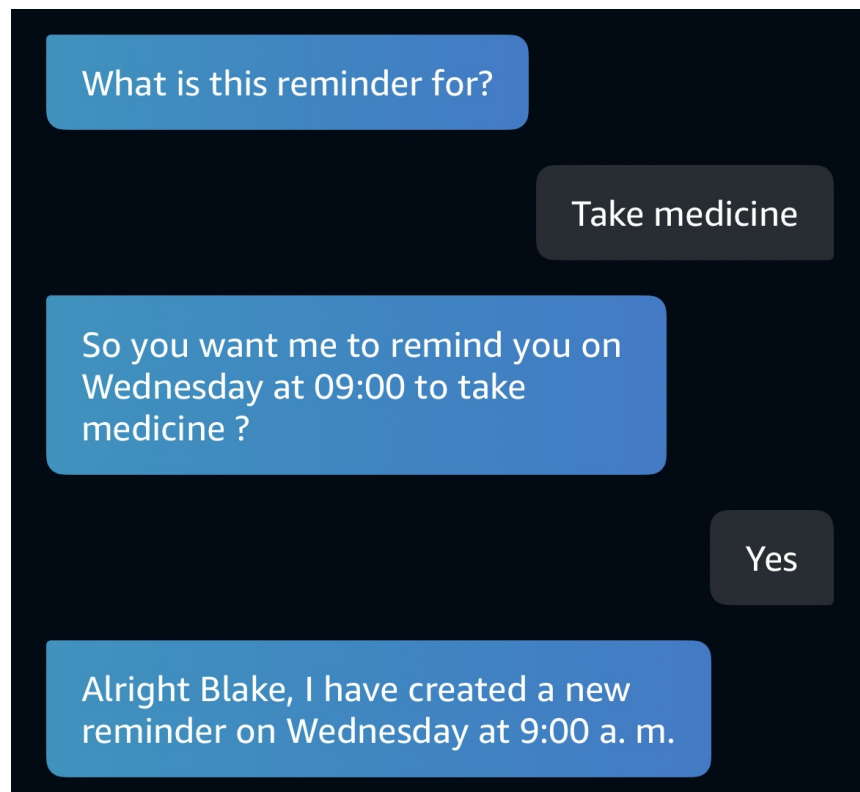 What is this reminder for?
Take medicine
So you want me to remind you on
Wednesday at 09:00 to take
medicine ?
Yes
Alright Blake, I have created a new
reminder on Wednesday at 9:00 a. m.